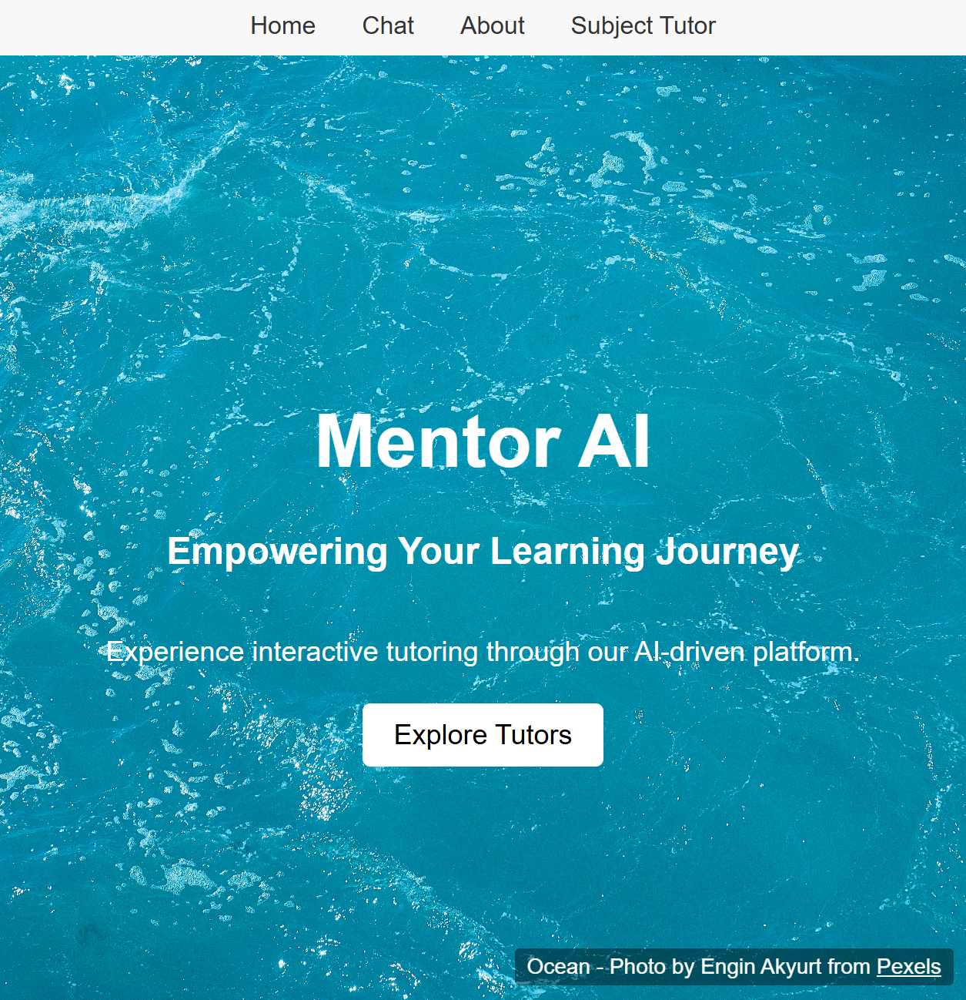 Home Chat About Subject Tutor
Mentor AI
Empowering Your Learning Journey
Experience interactive tutoring through our AI-driven platform.
Explore Tutors
Ocean - Photo by Engin Akyurt from Pexels